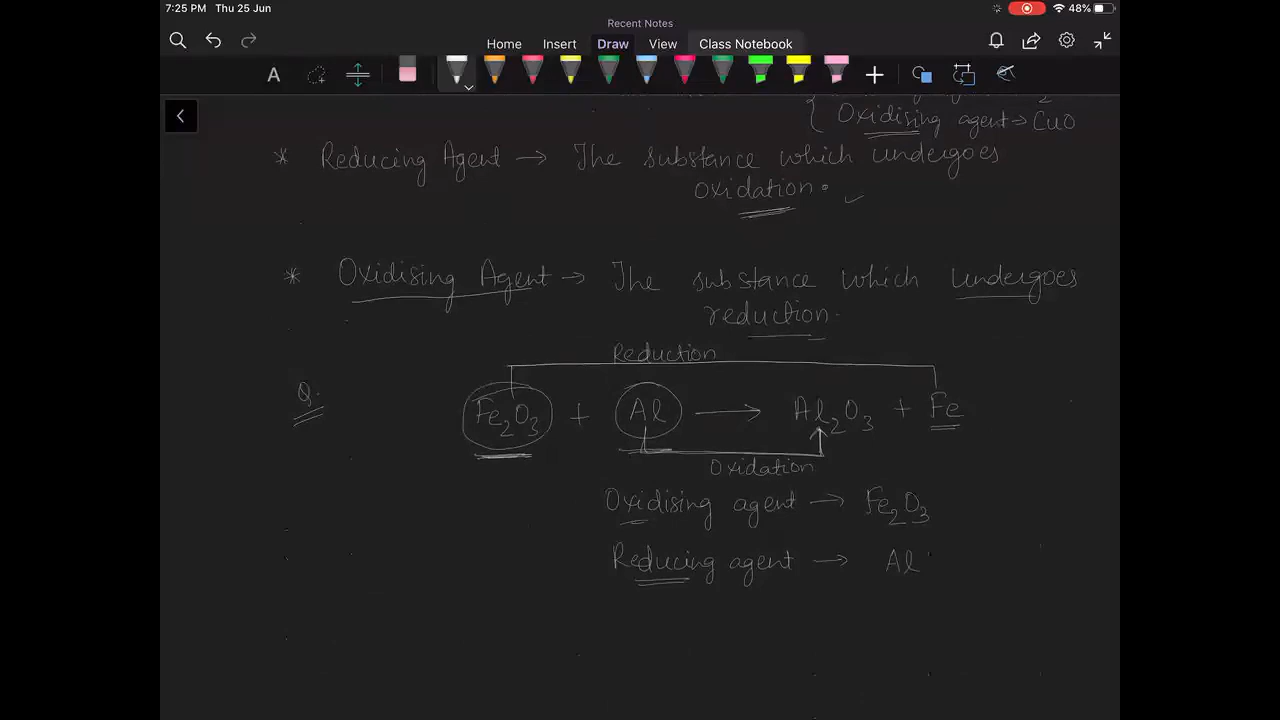 7:25 PM Thu 25 Jun
48%
Recent Notes
Home Insert Draw View Class Notebook
A
{ Oxidising agent → CuO
* Reducing Agent → The substance which undergoes
oxidation.
* Oxidising Agent → The substance which undergoes
reduction.
Reduction
Q. Fe2O3 + Al → Al2O3 + Fe
Oxidation
Oxidising agent → Fe2O3
Reducing agent → Al